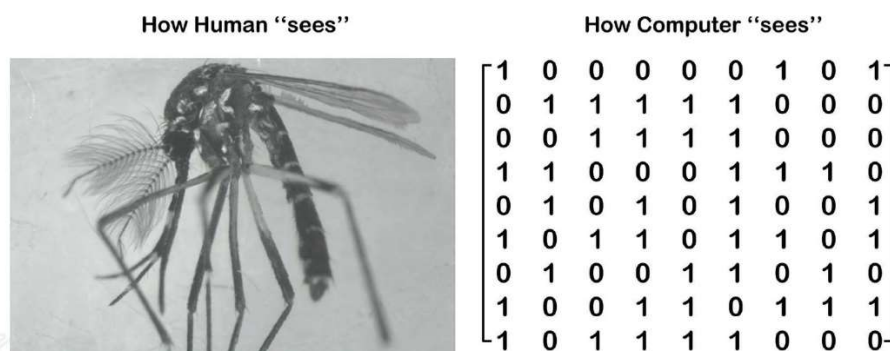 How Human “sees”
How Computer “sees”
1 0 0 0 0 0 1 0 1
0 1 1 1 1 1 0 0 0
0 0 1 1 1 1 0 0 0
1 1 0 0 0 1 1 1 0
0 1 0 1 0 1 0 0 1
1 0 1 1 0 1 1 0 1
0 1 0 0 1 1 0 1 0
1 0 0 1 1 0 1 1 1
1 0 1 1 1 1 0 0 0